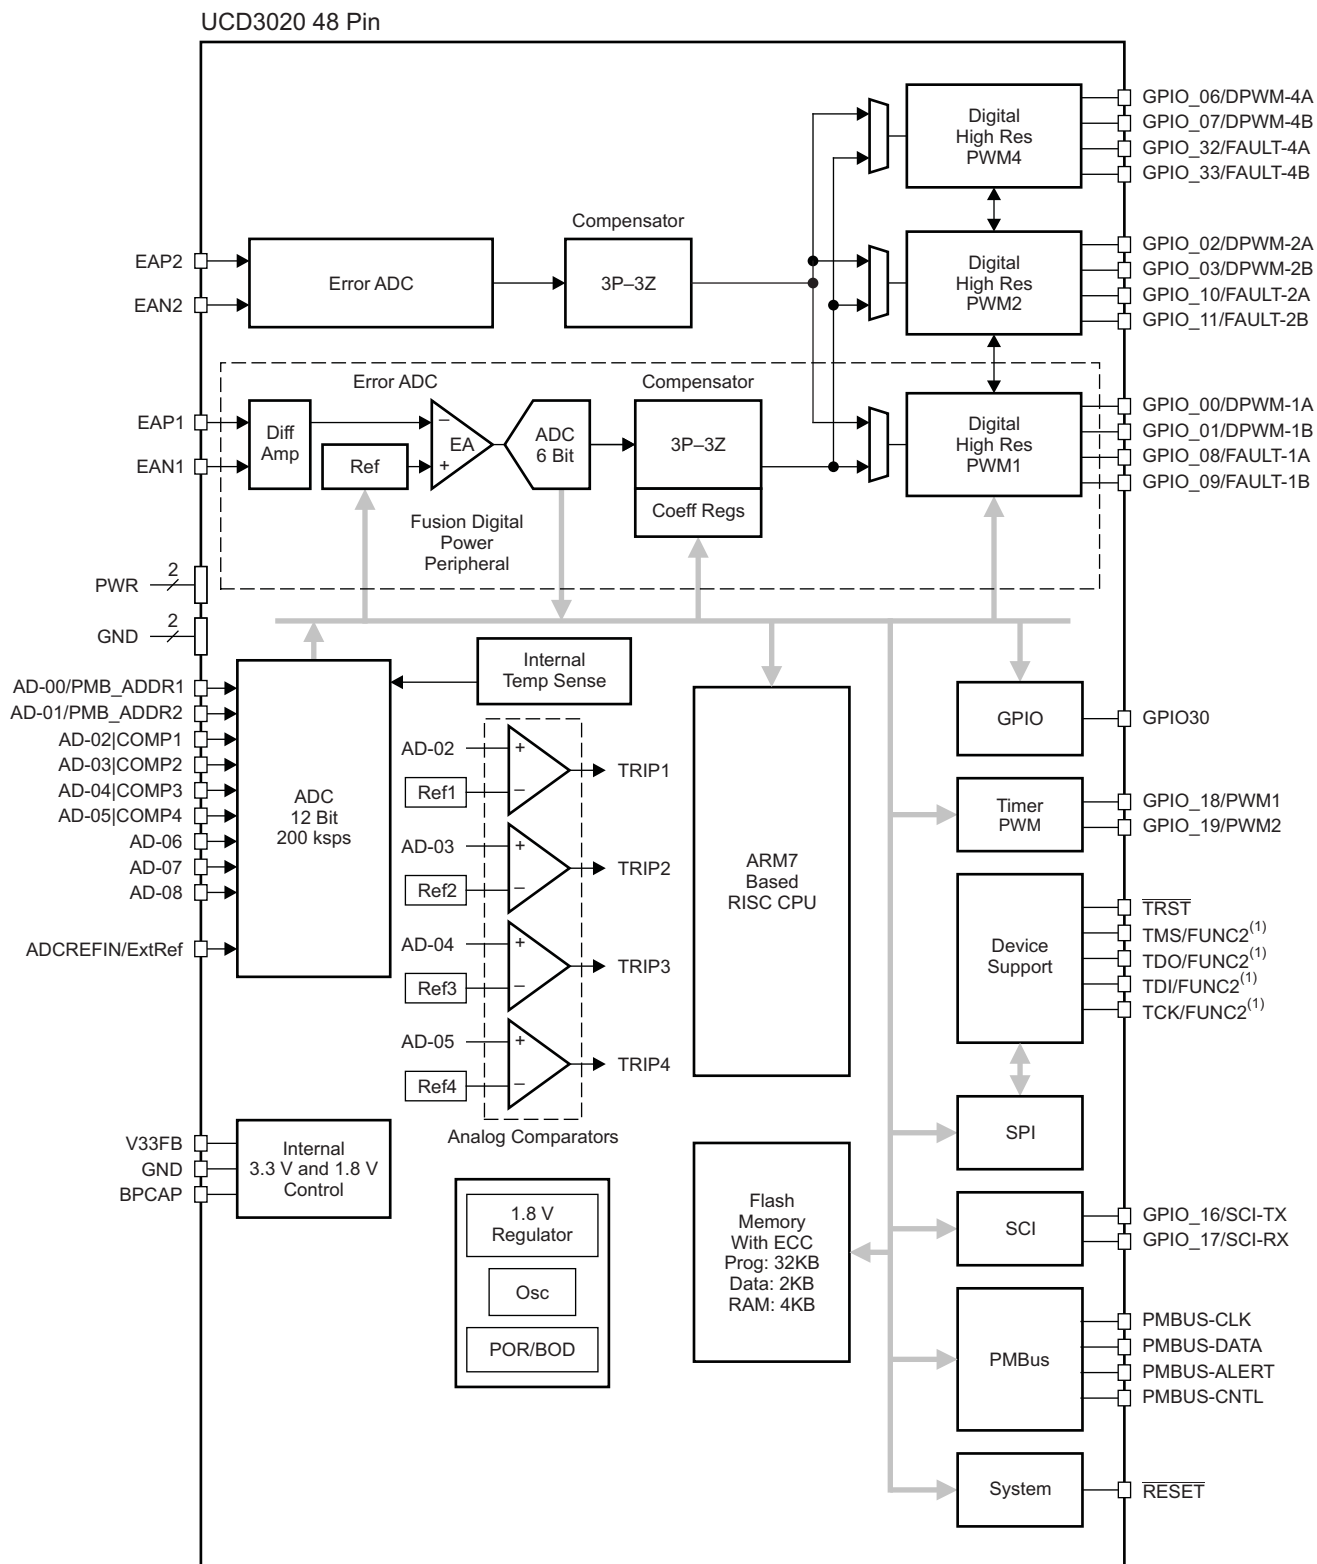 UCD3020 48 Pin
Digital
High Res
PWM4
GPIO_06/DPWM-4A
GPIO_07/DPWM-4B
GPIO_32/FAULT-4A
GPIO_33/FAULT-4B
EAP2
EAN2
Error ADC
Compensator
3P–3Z
Digital
High Res
PWM2
GPIO_02/DPWM-2A
GPIO_03/DPWM-2B
GPIO_10/FAULT-2A
GPIO_11/FAULT-2B
EAP1
EAN1
Error ADC
Diff
Amp
Ref
–
EA
+
ADC
6 Bit
Compensator
3P–3Z
Coeff Regs
Digital
High Res
PWM1
GPIO_00/DPWM-1A
GPIO_01/DPWM-1B
GPIO_08/FAULT-1A
GPIO_09/FAULT-1B
Fusion Digital
Power
Peripheral
PWR
2
GND
2
AD-00/PMB_ADDR1
AD-01/PMB_ADDR2
AD-02|COMP1
AD-03|COMP2
AD-04|COMP3
AD-05|COMP4
AD-06
AD-07
AD-08
ADCREFIN/ExtRef
ADC
12 Bit
200 ksps
Internal
Temp Sense
AD-02
+
Ref1
–
TRIP1
AD-03
+
Ref2
–
TRIP2
AD-04
+
Ref3
–
TRIP3
AD-05
+
Ref4
–
TRIP4
Analog Comparators
ARM7
Based
RISC CPU
GPIO
GPIO30
Timer
PWM
GPIO_18/PWM1
GPIO_19/PWM2
Device
Support
TRST
TMS/FUNC2(1)
TDO/FUNC2(1)
TDI/FUNC2(1)
TCK/FUNC2(1)
SPI
V33FB
GND
BPCAP
Internal
3.3 V and 1.8 V
Control
1.8 V
Regulator
Osc
POR/BOD
Flash
Memory
With ECC
Prog: 32KB
Data: 2KB
RAM: 4KB
SCI
GPIO_16/SCI-TX
GPIO_17/SCI-RX
PMBus
PMBUS-CLK
PMBUS-DATA
PMBUS-ALERT
PMBUS-CNTL
System
RESET